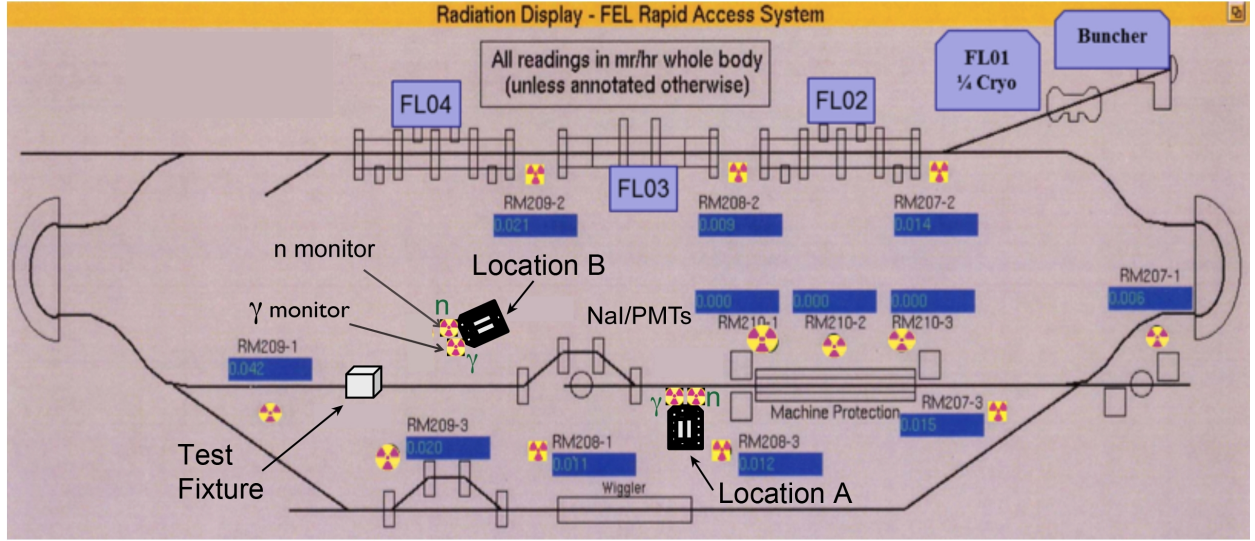 Radiation Display - FEL Rapid Access System
Buncher
All readings in mr/hr whole body
(unless annotated otherwise)
FL01
¼ Cryo
FL04
FL02
FL03
RM209-2
0.021
RM208-2
0.009
RM207-2
0.014
n monitor
Location B
RM207-1
0.006
γ monitor
n
γ
NaI/PMTs
0.000
0.000
0.000
RM210-1
RM210-2
RM210-3
RM209-1
0.042
γ
n
Machine Protection
RM207-3
0.015
RM209-3
0.020
RM208-1
0.011
RM208-3
0.012
Test
Fixture
Wiggler
Location A